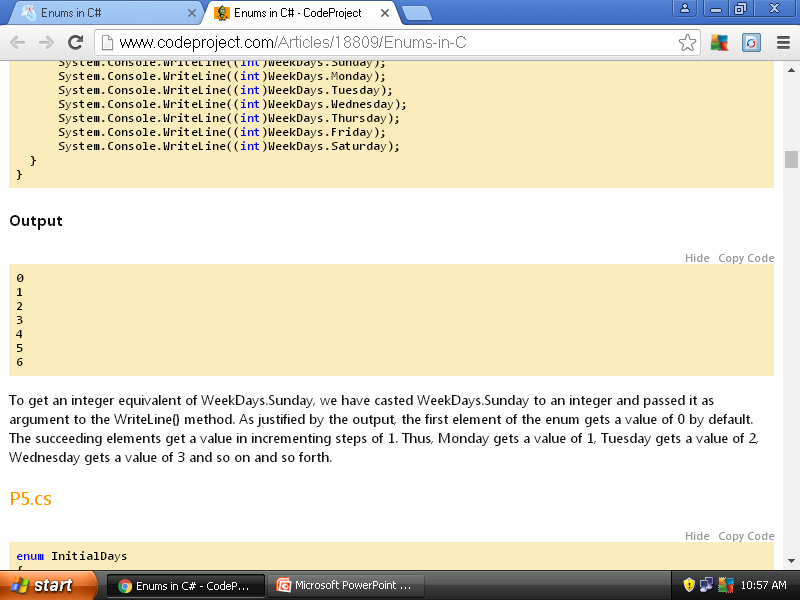 Enums in C#
Enums in C# - CodeProject
www.codeproject.com/Articles/18809/Enums-in-C
System.Console.WriteLine((int)WeekDays.Sunday);
System.Console.WriteLine((int)WeekDays.Monday);
System.Console.WriteLine((int)WeekDays.Tuesday);
System.Console.WriteLine((int)WeekDays.Wednesday);
System.Console.WriteLine((int)WeekDays.Thursday);
System.Console.WriteLine((int)WeekDays.Friday);
System.Console.WriteLine((int)WeekDays.Saturday);
}
}
Output
Hide Copy Code
0
1
2
3
4
5
6
To get an integer equivalent of WeekDays.Sunday, we have casted WeekDays.Sunday to an integer and passed it as
argument to the WriteLine() method. As justified by the output, the first element of the enum gets a value of 0 by default.
The succeeding elements get a value in incrementing steps of 1. Thus, Monday gets a value of 1, Tuesday gets a value of 2,
Wednesday gets a value of 3 and so on and so forth.
P5.cs
Hide Copy Code
enum InitialDays
{
start
Enums in C# - CodeP...
Microsoft PowerPoint ...
10:57 AM